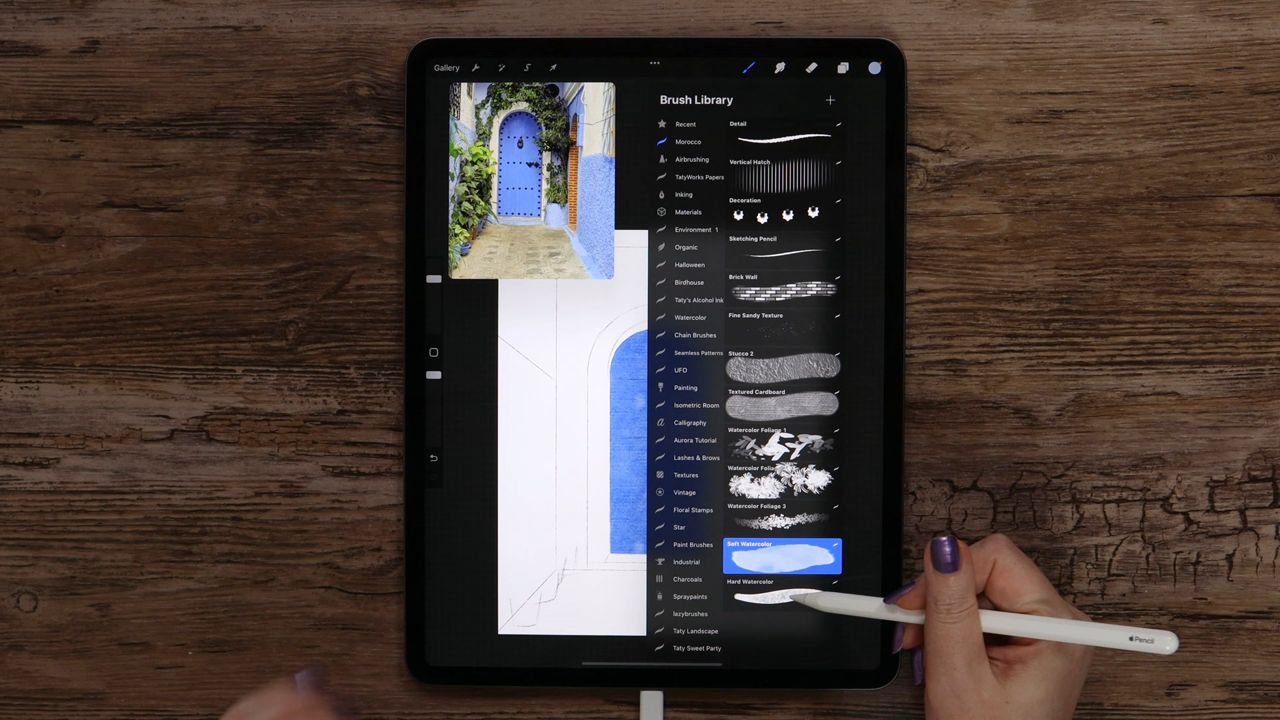 Gallery
Brush Library
Recent
Morocco
Airbrushing
TatyWorks Papers
Inking
Materials
Environment 1
Organic
Halloween
Birdhouse
Taty's Alcohol Ink
Watercolor
Chain Brushes
Seamless Patterns
UFO
Painting
Isometric Room
Calligraphy
Aurora Tutorial
Lashes & Brows
Textures
Vintage
Floral Stamps
Star
Paint Brushes
Industrial
Charcoals
Spraypaints
lazybrushes
Taty Landscape
Taty Sweet Party
Detail
Vertical Hatch
Decoration
Sketching Pencil
Brick Wall
Fine Sandy Texture
Stucco 2
Textured Cardboard
Watercolor Foliage 1
Watercolor
Watercolor Foliage 3
Soft Watercolor
Hard Watercolor
Pencil